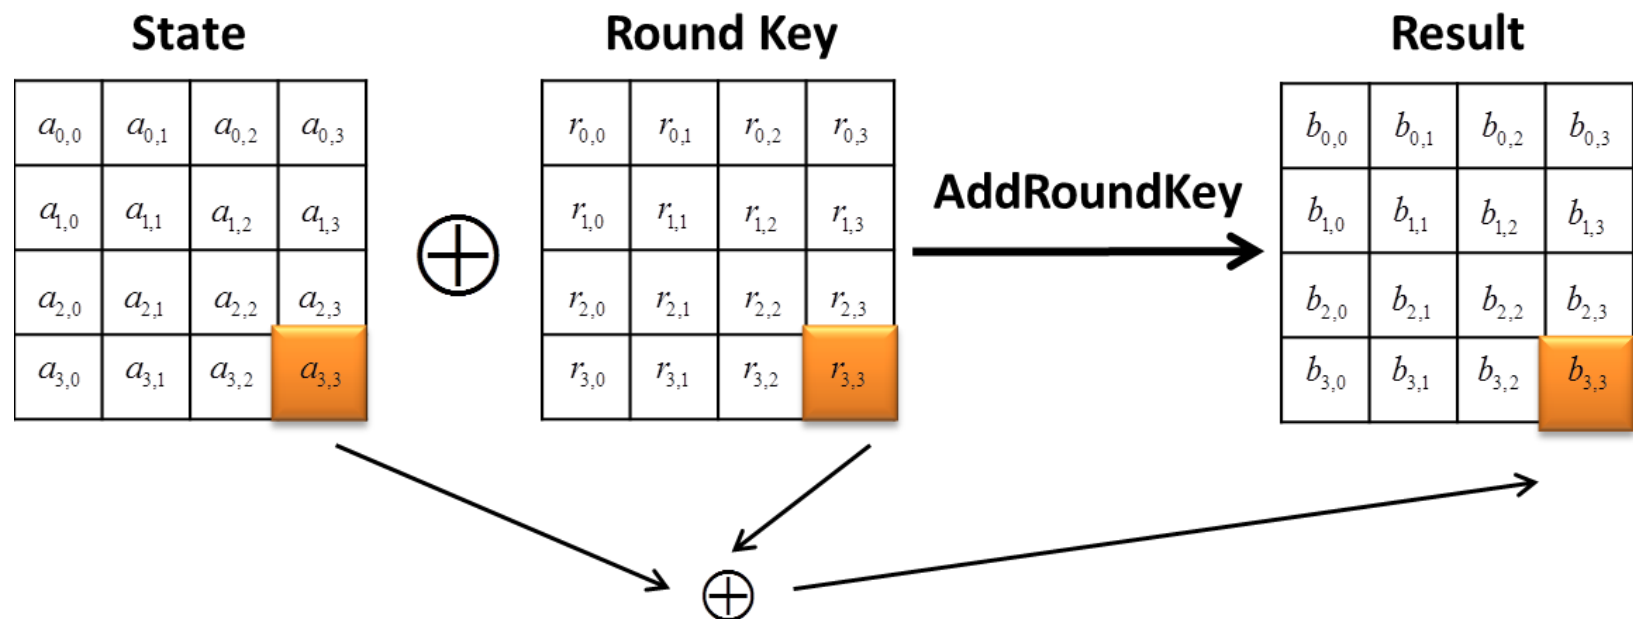 State Round Key Result
a0,0 a0,1 a0,2 a0,3 r0,0 r0,1 r0,2 r0,3 b0,0 b0,1 b0,2 b0,3
AddRoundKey
a1,0 a1,1 a1,2 a1,3 r1,0 r1,1 r1,2 r1,3 b1,0 b1,1 b1,2 b1,3
a2,0 a2,1 a2,2 a2,3 r2,0 r2,1 r2,2 r2,3 b2,0 b2,1 b2,2 b2,3
a3,0 a3,1 a3,2 a3,3 r3,0 r3,1 r3,2 r3,3 b3,0 b3,1 b3,2 b3,3